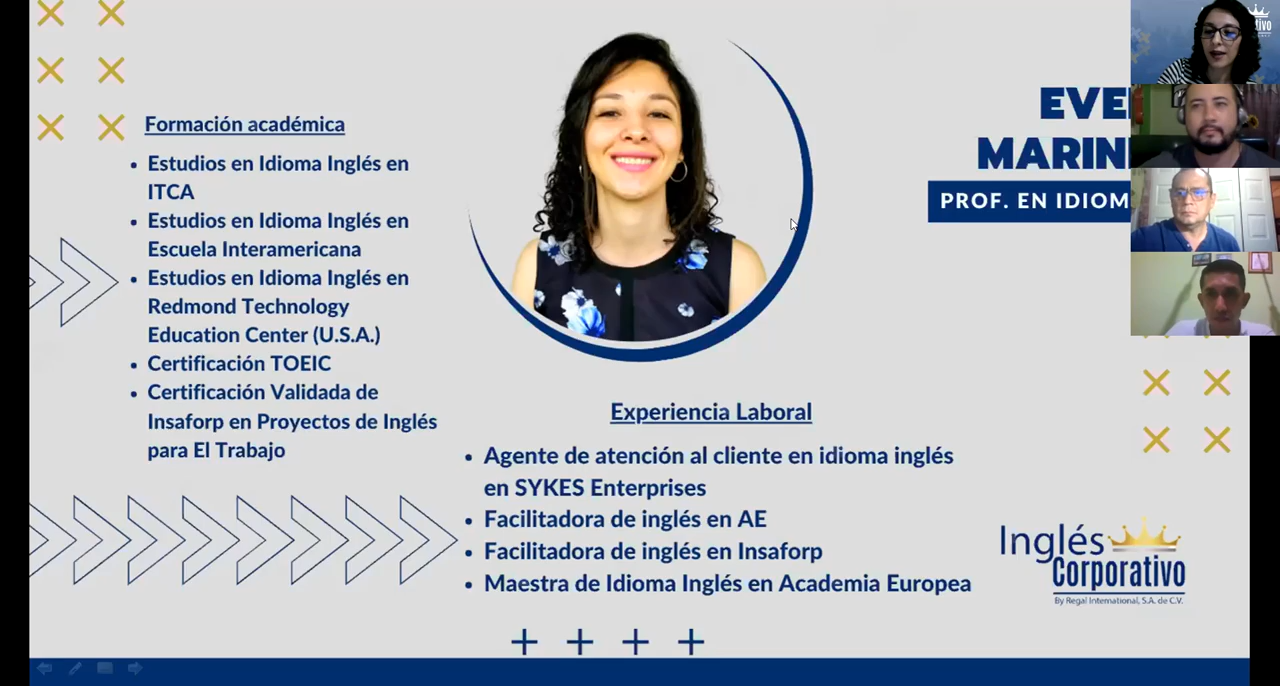 Formación académica
Estudios en Idioma Inglés en
ITCA
Estudios en Idioma Inglés en
Escuela Interamericana
Estudios en Idioma Inglés en
Redmond Technology
Education Center (U.S.A.)
Certificación TOEIC
Certificación Validada de
Insaforp en Proyectos de Inglés
para El Trabajo
Experiencia Laboral
Agente de atención al cliente en idioma inglés
en SYKES Enterprises
Facilitadora de inglés en AE
Facilitadora de inglés en Insaforp
Maestra de Idioma Inglés en Academia Europea
EVE
MARIN
PROF. EN IDIOM
Inglés
Corporativo
By Regal International, S.A. de C.V.